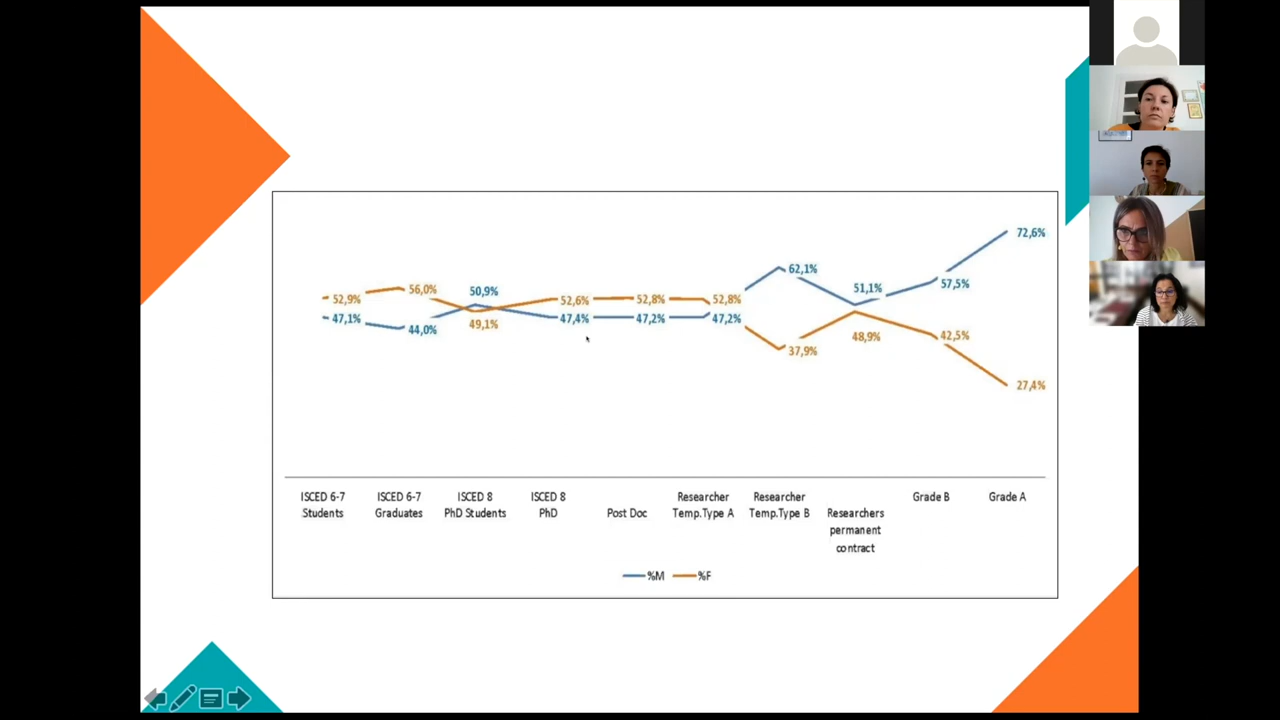 72,6%
62,1%
50,9%
51,1%
57,5%
52,9%
56,0%
52,6%
52,8%
52,8%
47,1%
44,0%
49,1%
47,4%
47,2%
47,2%
37,9%
48,9%
42,5%
27,4%
ISCED 6-7
Students
ISCED 6-7
Graduates
ISCED 8
PhD Students
ISCED 8
PhD
Post Doc
Researcher
Temp.Type A
Researcher
Temp.Type B
Researchers
permanent
contract
Grade B
Grade A
%M
%F